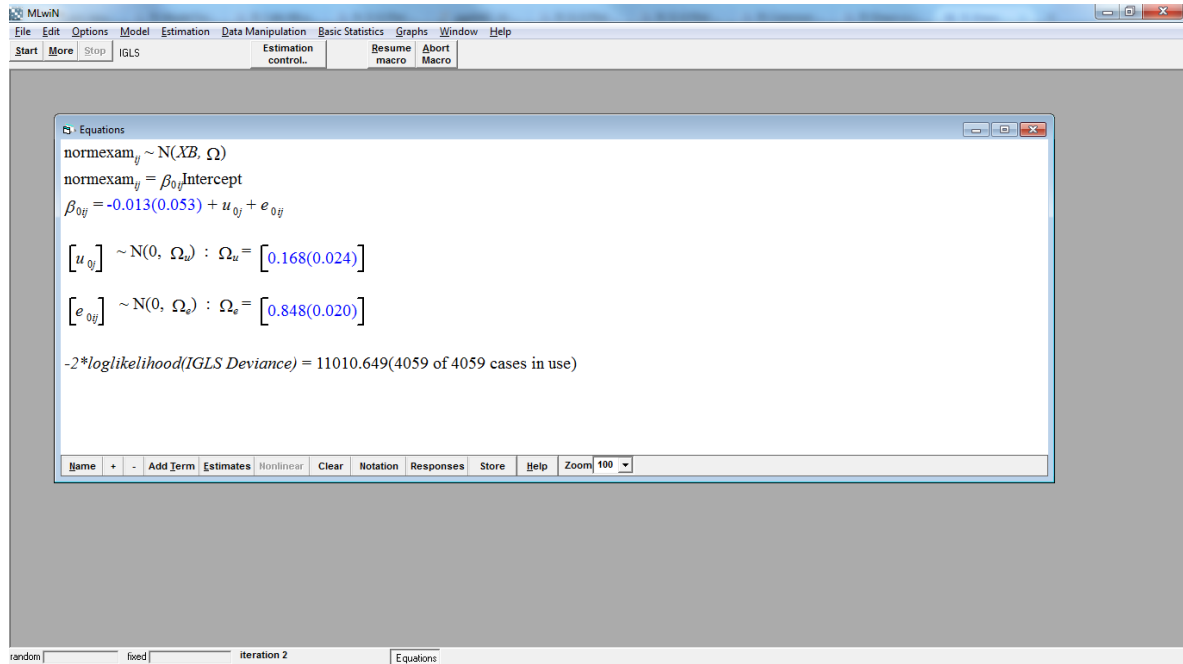 MLwiN
File Edit Options Model Estimation Data Manipulation Basic Statistics Graphs Window Help
Start More Stop IGLS Estimation control.. Resume macro Abort Macro
Equations
normexam_ij ~ N(XB, Ω)
normexam_ij = β_0ij Intercept
β_0ij = -0.013(0.053) + u_0j + e_0ij
[u_0j] ~ N(0, Ω_u) : Ω_u = [0.168(0.024)]
[e_0ij] ~ N(0, Ω_e) : Ω_e = [0.848(0.020)]
-2*loglikelihood(IGLS Deviance) = 11010.649(4059 of 4059 cases in use)
Name + - Add Term Estimates Nonlinear Clear Notation Responses Store Help Zoom 100
random fixed iteration 2 Equations